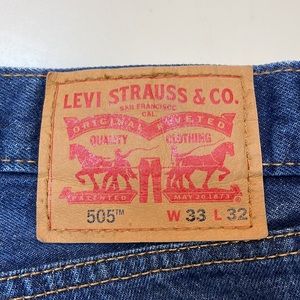 LEVI STRAUSS & CO.
SAN FRANCISCO
CAL.
ORIGINAL RIVETED
QUALITY CLOTHING
PATENTED MAY 20 1873
505™ W 33 L 32